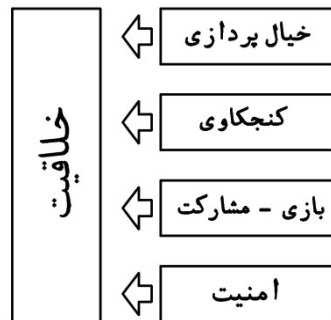 خیال پردازی
کنجکاوی
بازی - مشارکت
امنیت
خلاقیت